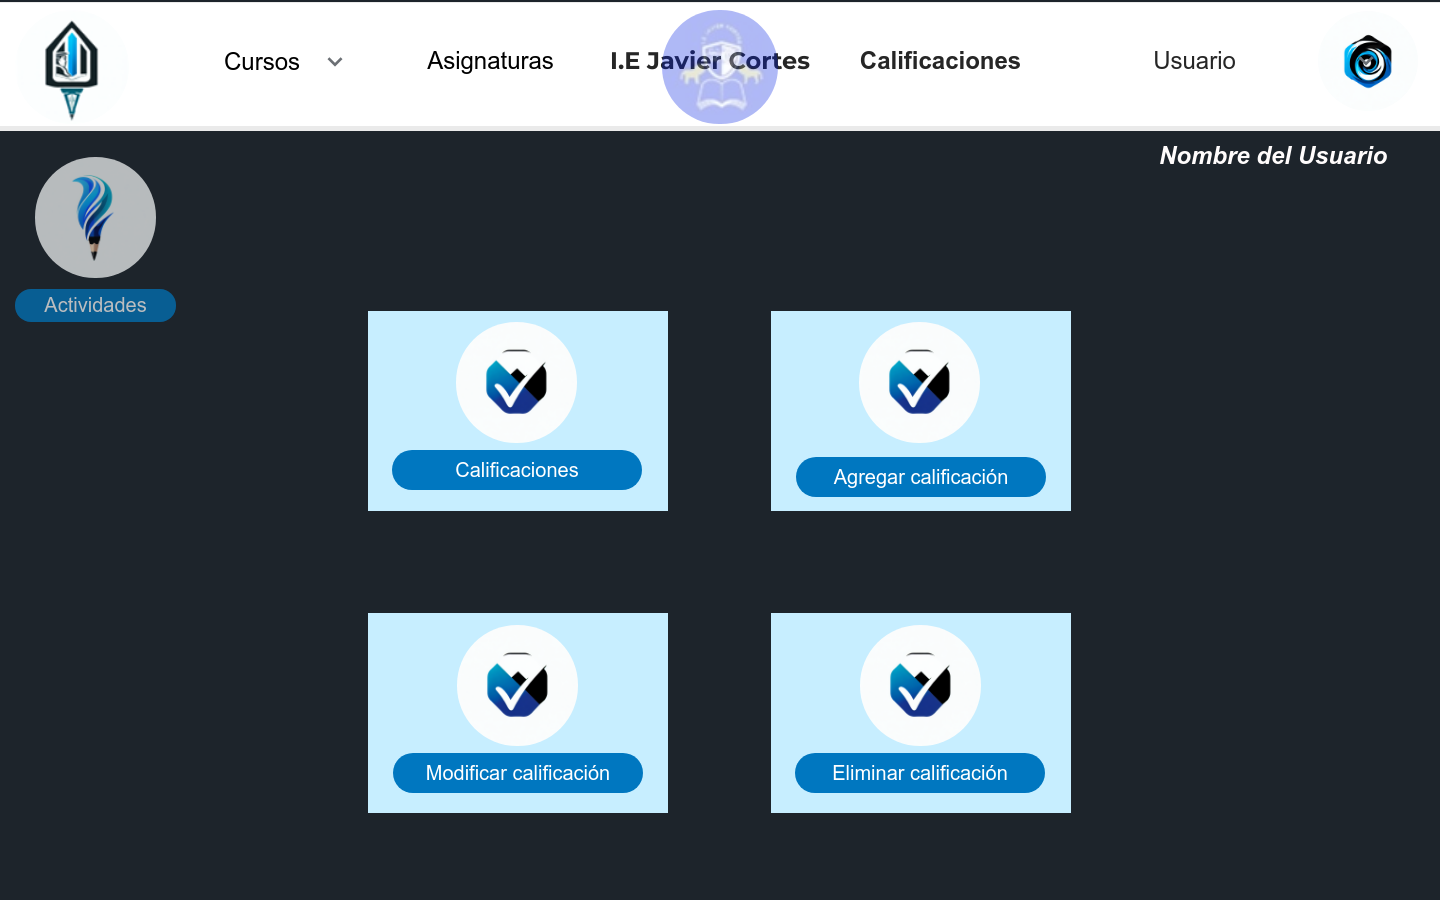 Cursos
Asignaturas
I.E Javier Cortes
Calificaciones
Usuario
Nombre del Usuario
Actividades
Calificaciones
Agregar calificación
Modificar calificación
Eliminar calificación